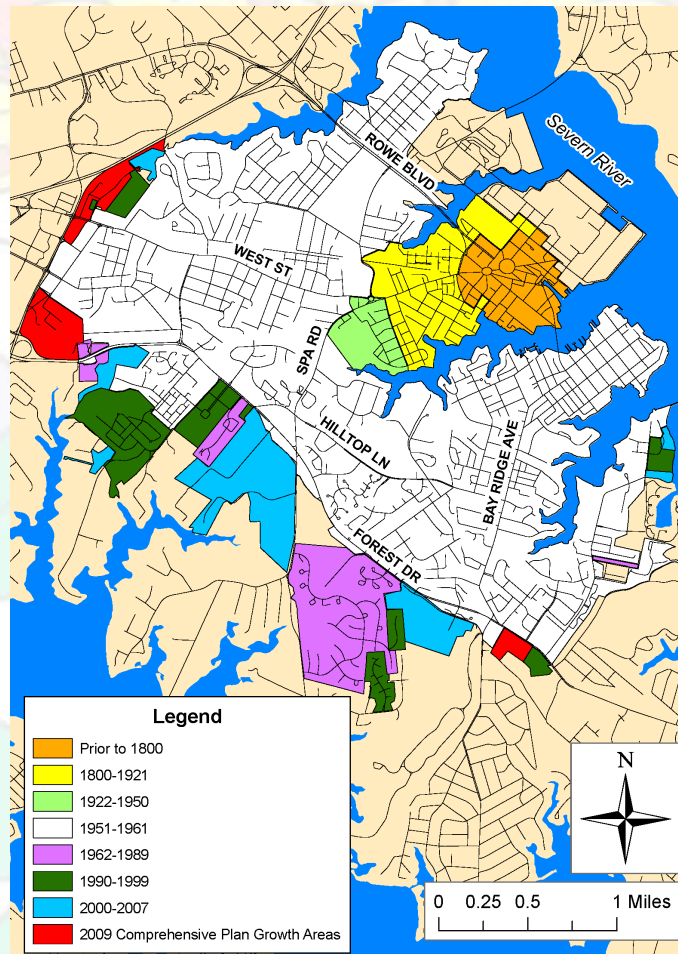 Severn River
ROWE BLVD
WEST ST
SPA RD
HILLTOP LN
BAY RIDGE AVE
FOREST DR
Legend
Prior to 1800
1800-1921
1922-1950
1951-1961
1962-1989
1990-1999
2000-2007
2009 Comprehensive Plan Growth Areas
N
0 0.25 0.5 1 Miles